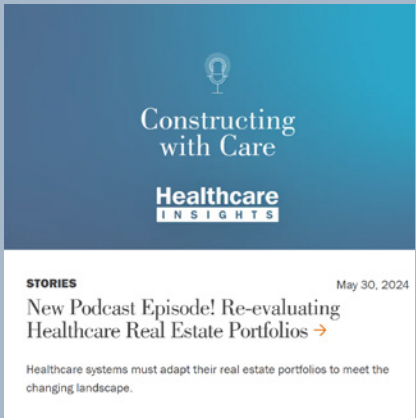 Constructing
with Care
Healthcare
INSIGHTS
STORIES
May 30, 2024
New Podcast Episode! Re-evaluating
Healthcare Real Estate Portfolios →
Healthcare systems must adapt their real estate portfolios to meet the
changing landscape.